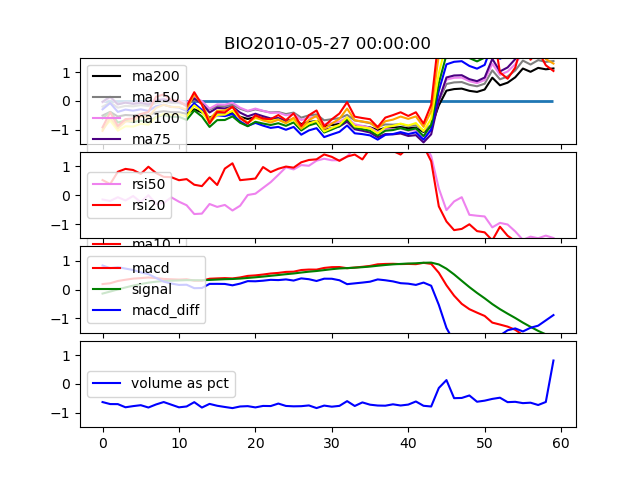 BIO2010-05-27 00:00:00
1
0
−1
ma200
ma150
ma100
ma75
ma10
1
0
−1
rsi50
rsi20
1
0
−1
macd
signal
macd_diff
1
0
−1
volume as pct
0 10 20 30 40 50 60